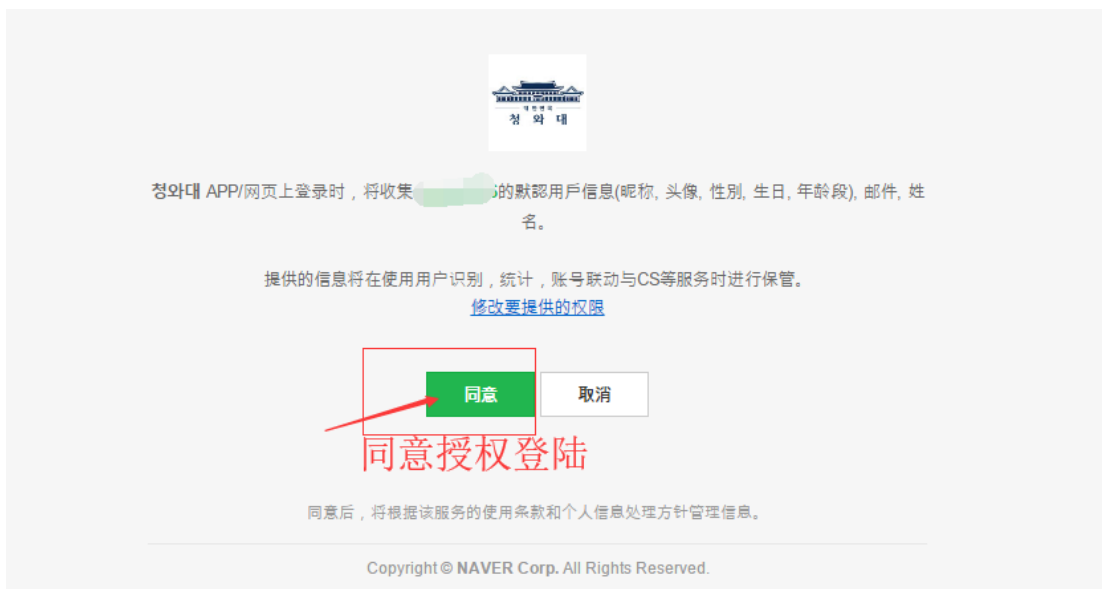 대한민국
청와대
청와대 APP/网页上登录时，将收集 6的默認用戶信息(昵称, 头像, 性別, 生日, 年龄段), 邮件, 姓
名。
提供的信息将在使用用户识别，统计，账号联动与CS等服务时进行保管。
修改要提供的权限
同意
取消
同意授权登陆
同意后，将根据该服务的使用条款和个人信息处理方针管理信息。
Copyright © NAVER Corp. All Rights Reserved.